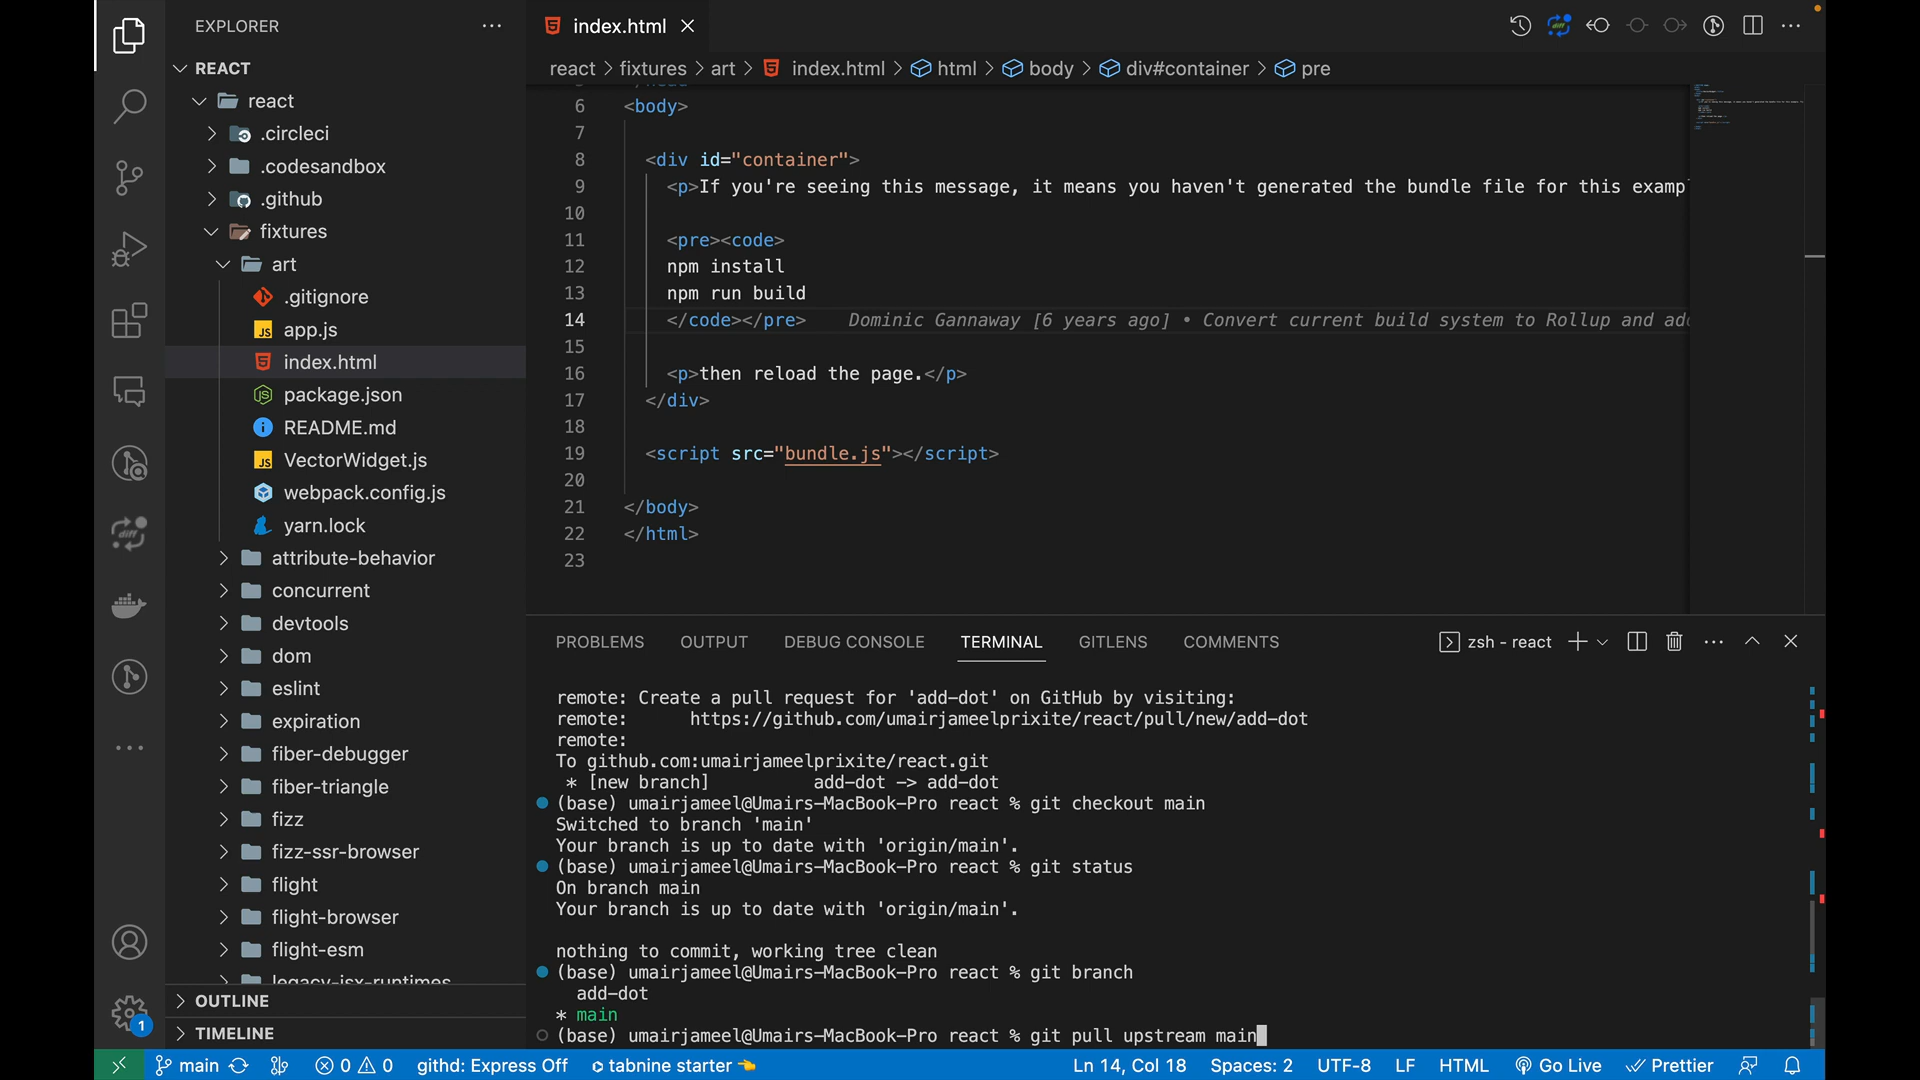 EXPLORER
REACT
react
.circleci
.codesandbox
.github
fixtures
art
.gitignore
app.js
index.html
package.json
README.md
VectorWidget.js
webpack.config.js
yarn.lock
attribute-behavior
concurrent
devtools
dom
eslint
expiration
fiber-debugger
fiber-triangle
fizz
fizz-ssr-browser
flight
flight-browser
flight-esm
legacy-jsx-runtimes
OUTLINE
TIMELINE
1
index.html
react > fixtures > art > index.html > html > body > div#container > pre
6 <body>
7
8 <div id="container">
9 <p>If you're seeing this message, it means you haven't generated the bundle file for this examp
10
11 <pre><code>
12 npm install
13 npm run build
14 </code></pre> Dominic Gannaway [6 years ago] • Convert current build system to Rollup and add
15
16 <p>then reload the page.</p>
17 </div>
18
19 <script src="bundle.js"></script>
20
21 </body>
22 </html>
23
PROBLEMS OUTPUT DEBUG CONSOLE TERMINAL GITLENS COMMENTS zsh - react
remote: Create a pull request for 'add-dot' on GitHub by visiting:
remote: https://github.com/umairjameelprixite/react/pull/new/add-dot
remote:
To github.com:umairjameelprixite/react.git
* [new branch] add-dot -> add-dot
(base) umairjameel@Umairs-MacBook-Pro react % git checkout main
Switched to branch 'main'
Your branch is up to date with 'origin/main'.
(base) umairjameel@Umairs-MacBook-Pro react % git status
On branch main
Your branch is up to date with 'origin/main'.
nothing to commit, working tree clean
(base) umairjameel@Umairs-MacBook-Pro react % git branch
add-dot
* main
(base) umairjameel@Umairs-MacBook-Pro react % git pull upstream main
main 0 0 githd: Express Off tabnine starter Ln 14, Col 18 Spaces: 2 UTF-8 LF HTML Go Live Prettier